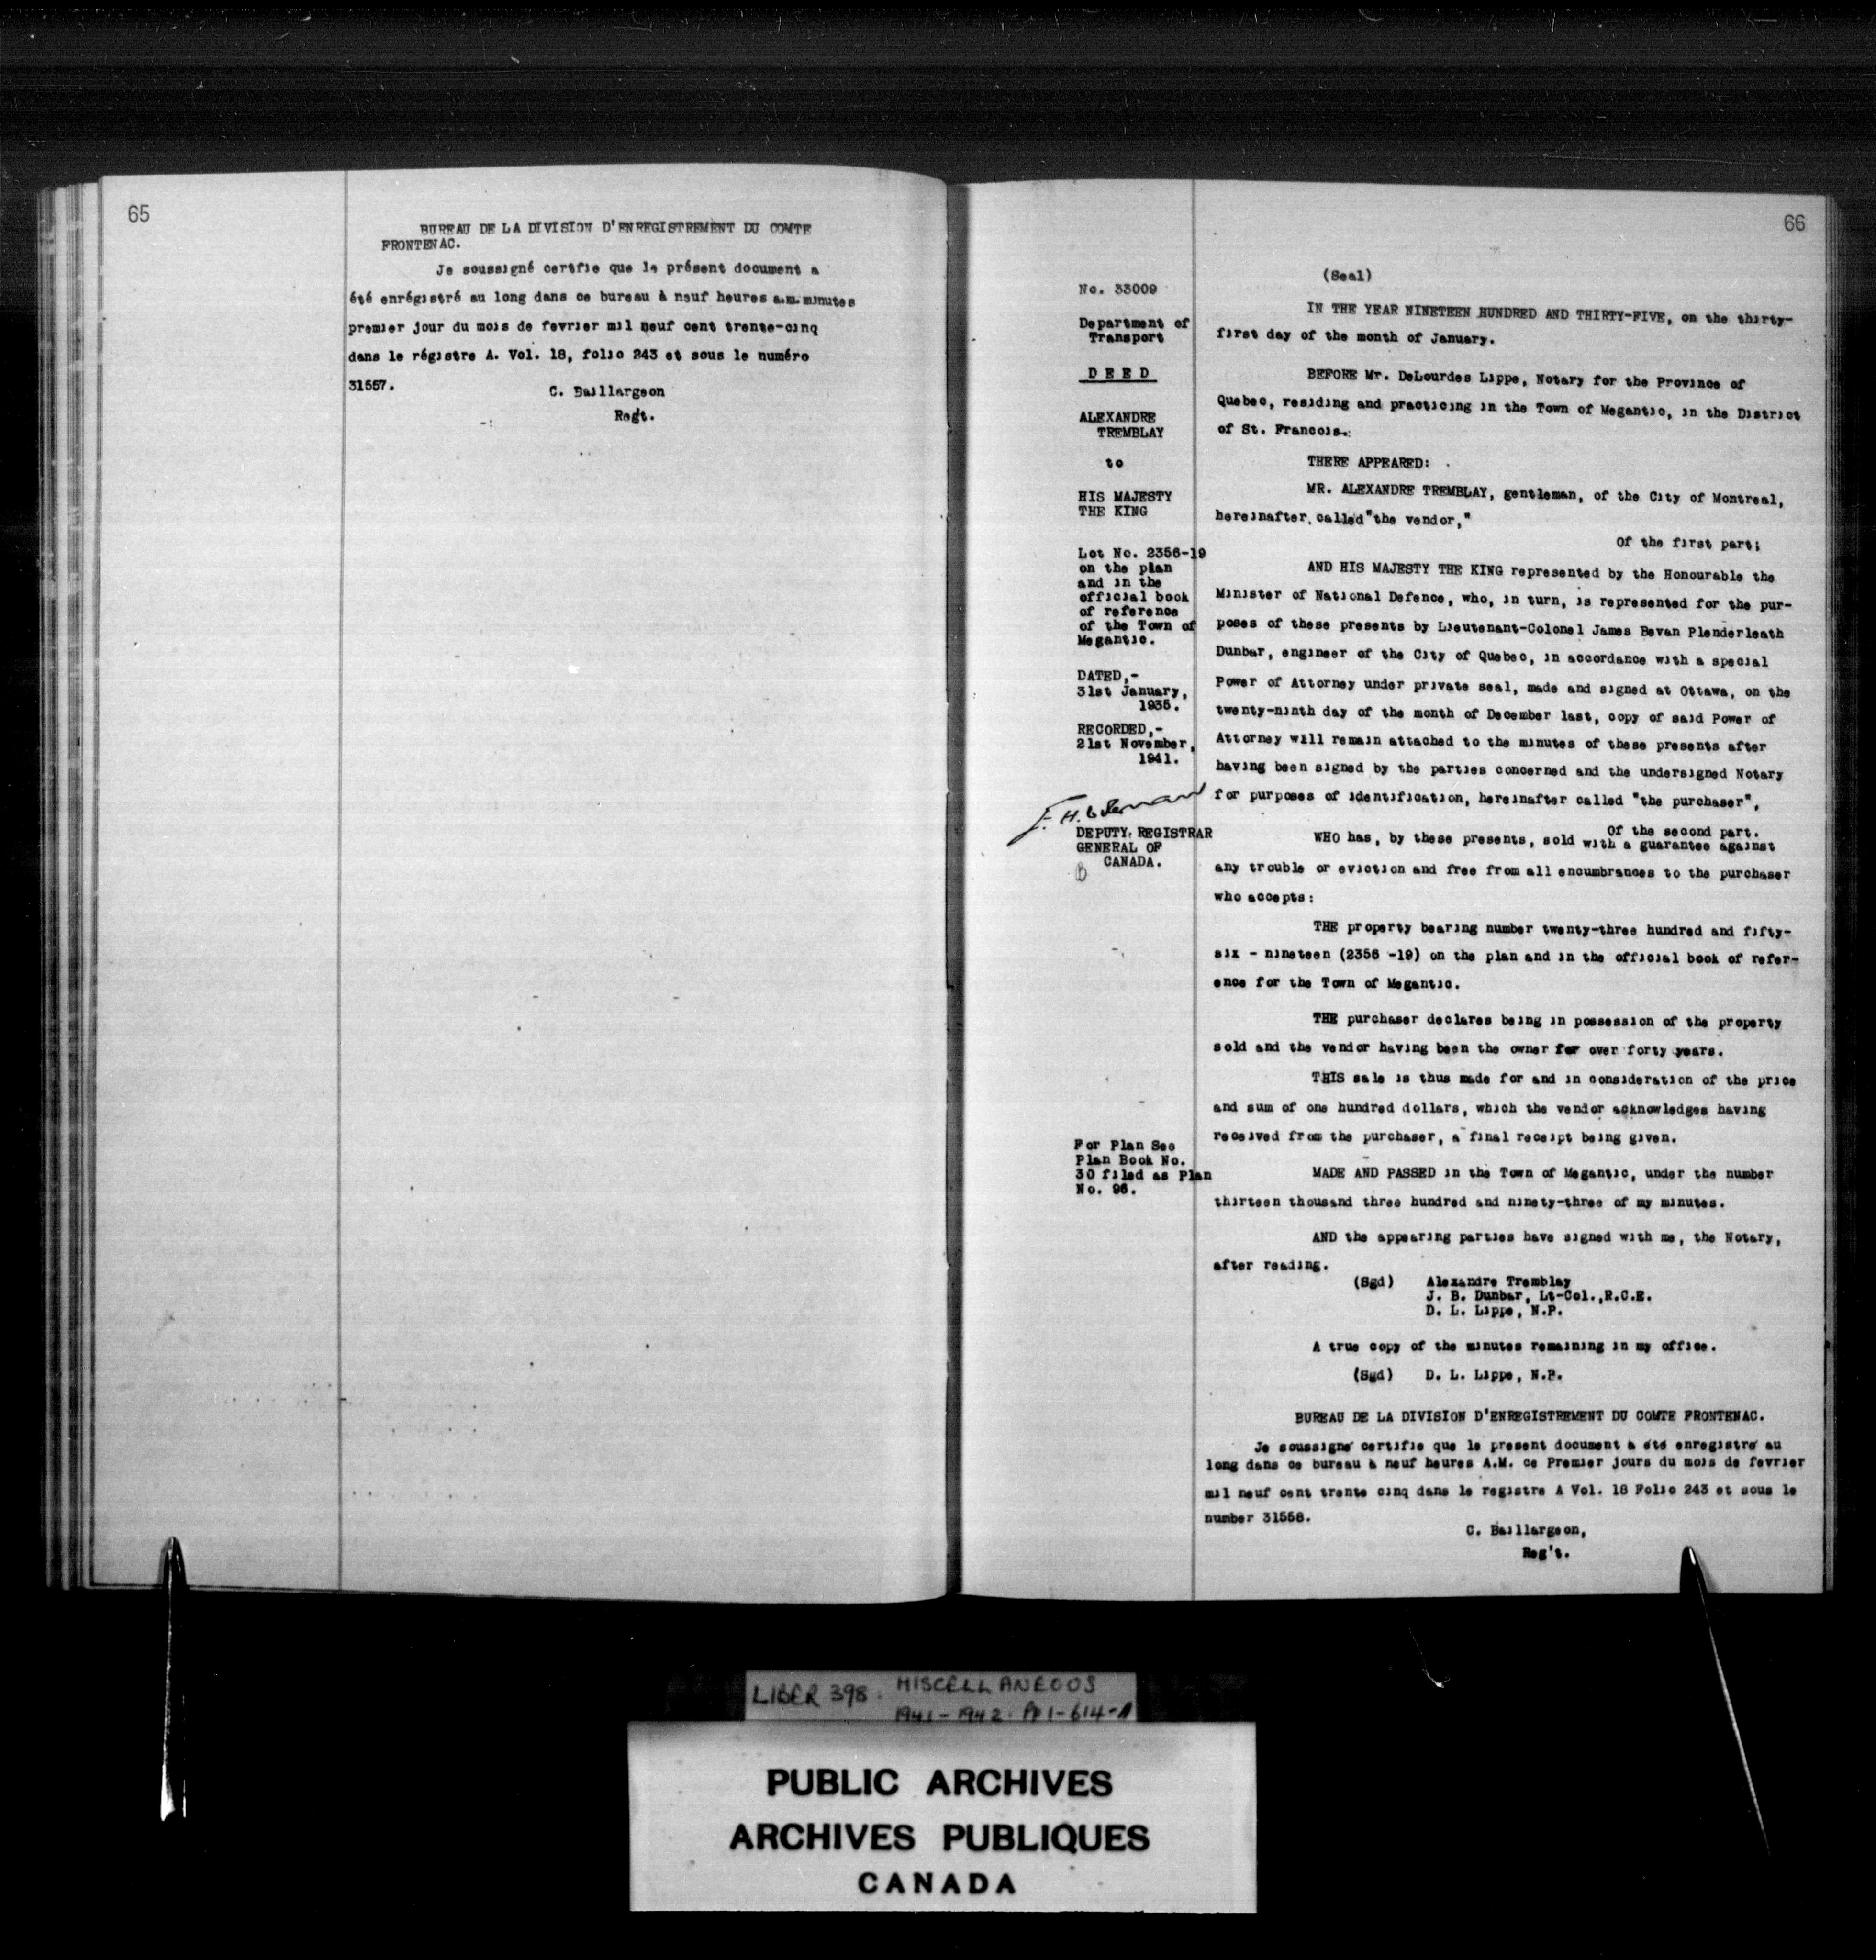 65
BUREAU DE LA DIVISION D'ENREGISTREMENT DU COMTE
FRONTENAC.
Je soussigné certfie que le présent document a
été enrégistré au long dans ce bureau à neuf heures a.m.minutes
premier jour du mois de fevrier mil neuf cent trente-cinq
dans le régistre A. Vol. 18, folio 243 et sous le numéro
31557.
C. Baillargeon
Regt.
66
No. 33009
Department of
Transport
D E E D
ALEXANDRE
TREMBLAY
to
HIS MAJESTY
THE KING
Lot No. 2356-19
on the plan
and in the
official book
of reference
of the Town of
Megantic.
DATED,-
31st January,
1935.
RECORDED,-
21st November,
1941.
DEPUTY REGISTRAR
GENERAL OF
CANADA.
For Plan See
Plan Book No.
30 filed as Plan
No. 96.
(Seal)
IN THE YEAR NINETEEN HUNDRED AND THIRTY-FIVE, on the thirty-
first day of the month of January.
BEFORE Mr. DeLourdes Lippe, Notary for the Province of
Quebec, residing and practicing in the Town of Megantic, in the District
of St. Francois.
THERE APPEARED:
MR. ALEXANDRE TREMBLAY, gentleman, of the City of Montreal,
hereinafter called "the vendor,"
Of the first part;
AND HIS MAJESTY THE KING represented by the Honourable the
Minister of National Defence, who, in turn, is represented for the pur-
poses of these presents by Lieutenant-Colonel James Bevan Plenderleath
Dunbar, engineer of the City of Quebec, in accordance with a special
Power of Attorney under private seal, made and signed at Ottawa, on the
twenty-ninth day of the month of December last, copy of said Power of
Attorney will remain attached to the minutes of these presents after
having been signed by the parties concerned and the undersigned Notary
for purposes of identification, hereinafter called "the purchaser",
Of the second part.
WHO has, by these presents, sold with a guarantee against
any trouble or eviction and free from all encumbrances to the purchaser
who accepts:
THE property bearing number twenty-three hundred and fifty-
six - nineteen (2356 -19) on the plan and in the official book of refer-
ence for the Town of Megantic.
THE purchaser declares being in possession of the property
sold and the vendor having been the owner for over forty years.
THIS sale is thus made for and in consideration of the price
and sum of one hundred dollars, which the vendor acknowledges having
received from the purchaser, a final receipt being given.
MADE AND PASSED in the Town of Megantic, under the number
thirteen thousand three hundred and ninety-three of my minutes.
AND the appearing parties have signed with me, the Notary,
after reading.
(Sgd) Alexandre Tremblay
J. B. Dunbar, Lt-Col.,R.C.E.
D. L. Lippe, N.P.
A true copy of the minutes remaining in my office.
(Sgd) D. L. Lippe, N.P.
BUREAU DE LA DIVISION D'ENREGISTREMENT DU COMTE FRONTENAC.
Je soussigné certifie que le present document à été enregistré au
long dans ce bureau à neuf heures A.M. ce Premier jours du mois de fevrier
mil neuf cent trente cinq dans le registre A Vol. 18 Folio 243 et sous le
number 31558.
C. Baillargeon,
Reg't.
LIBER 398. MISCELLANEOUS
1941-1942. PP 1-614-A
PUBLIC ARCHIVES
ARCHIVES PUBLIQUES
CANADA